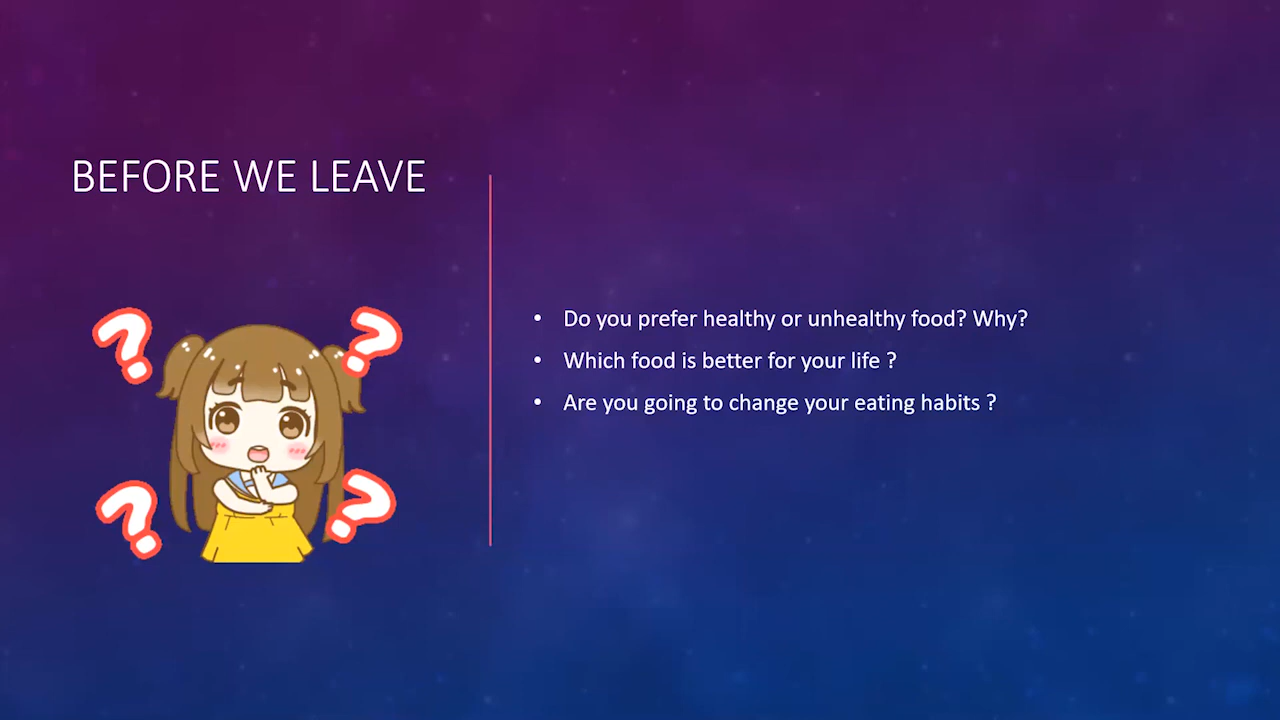 BEFORE WE LEAVE
• Do you prefer healthy or unhealthy food? Why?
• Which food is better for your life ?
• Are you going to change your eating habits ?